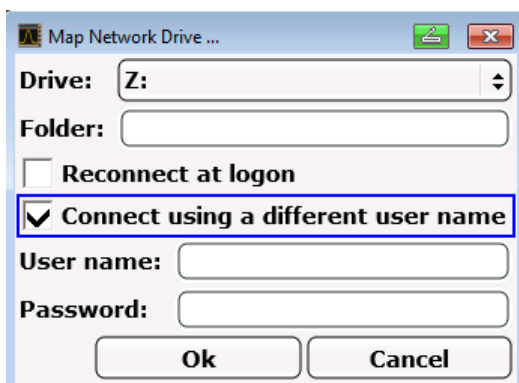 Map Network Drive ...
Drive: Z:
Folder:
Reconnect at logon
Connect using a different user name
User name:
Password:
Ok Cancel